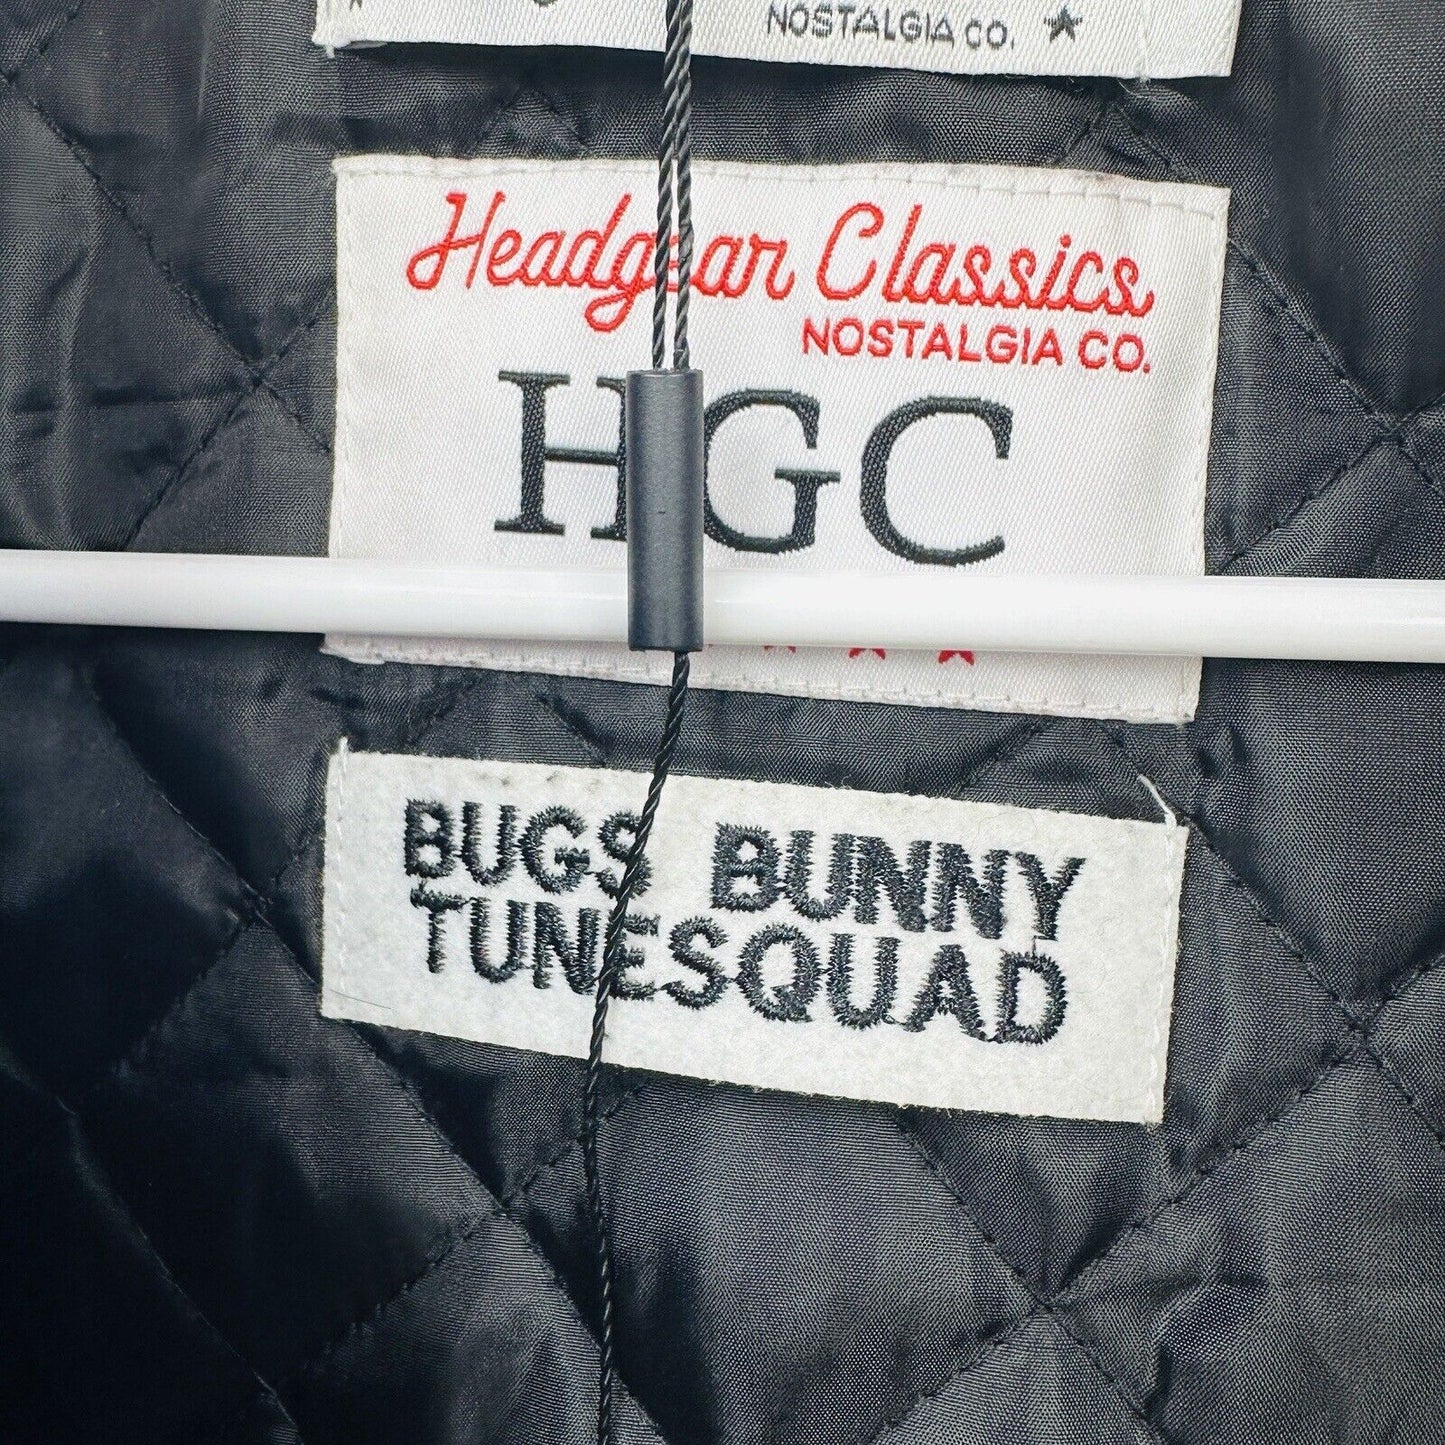 NOSTALGIA CO.
Headgear Classics
NOSTALGIA CO.
HGC
BUGS BUNNY
TUNESQUAD